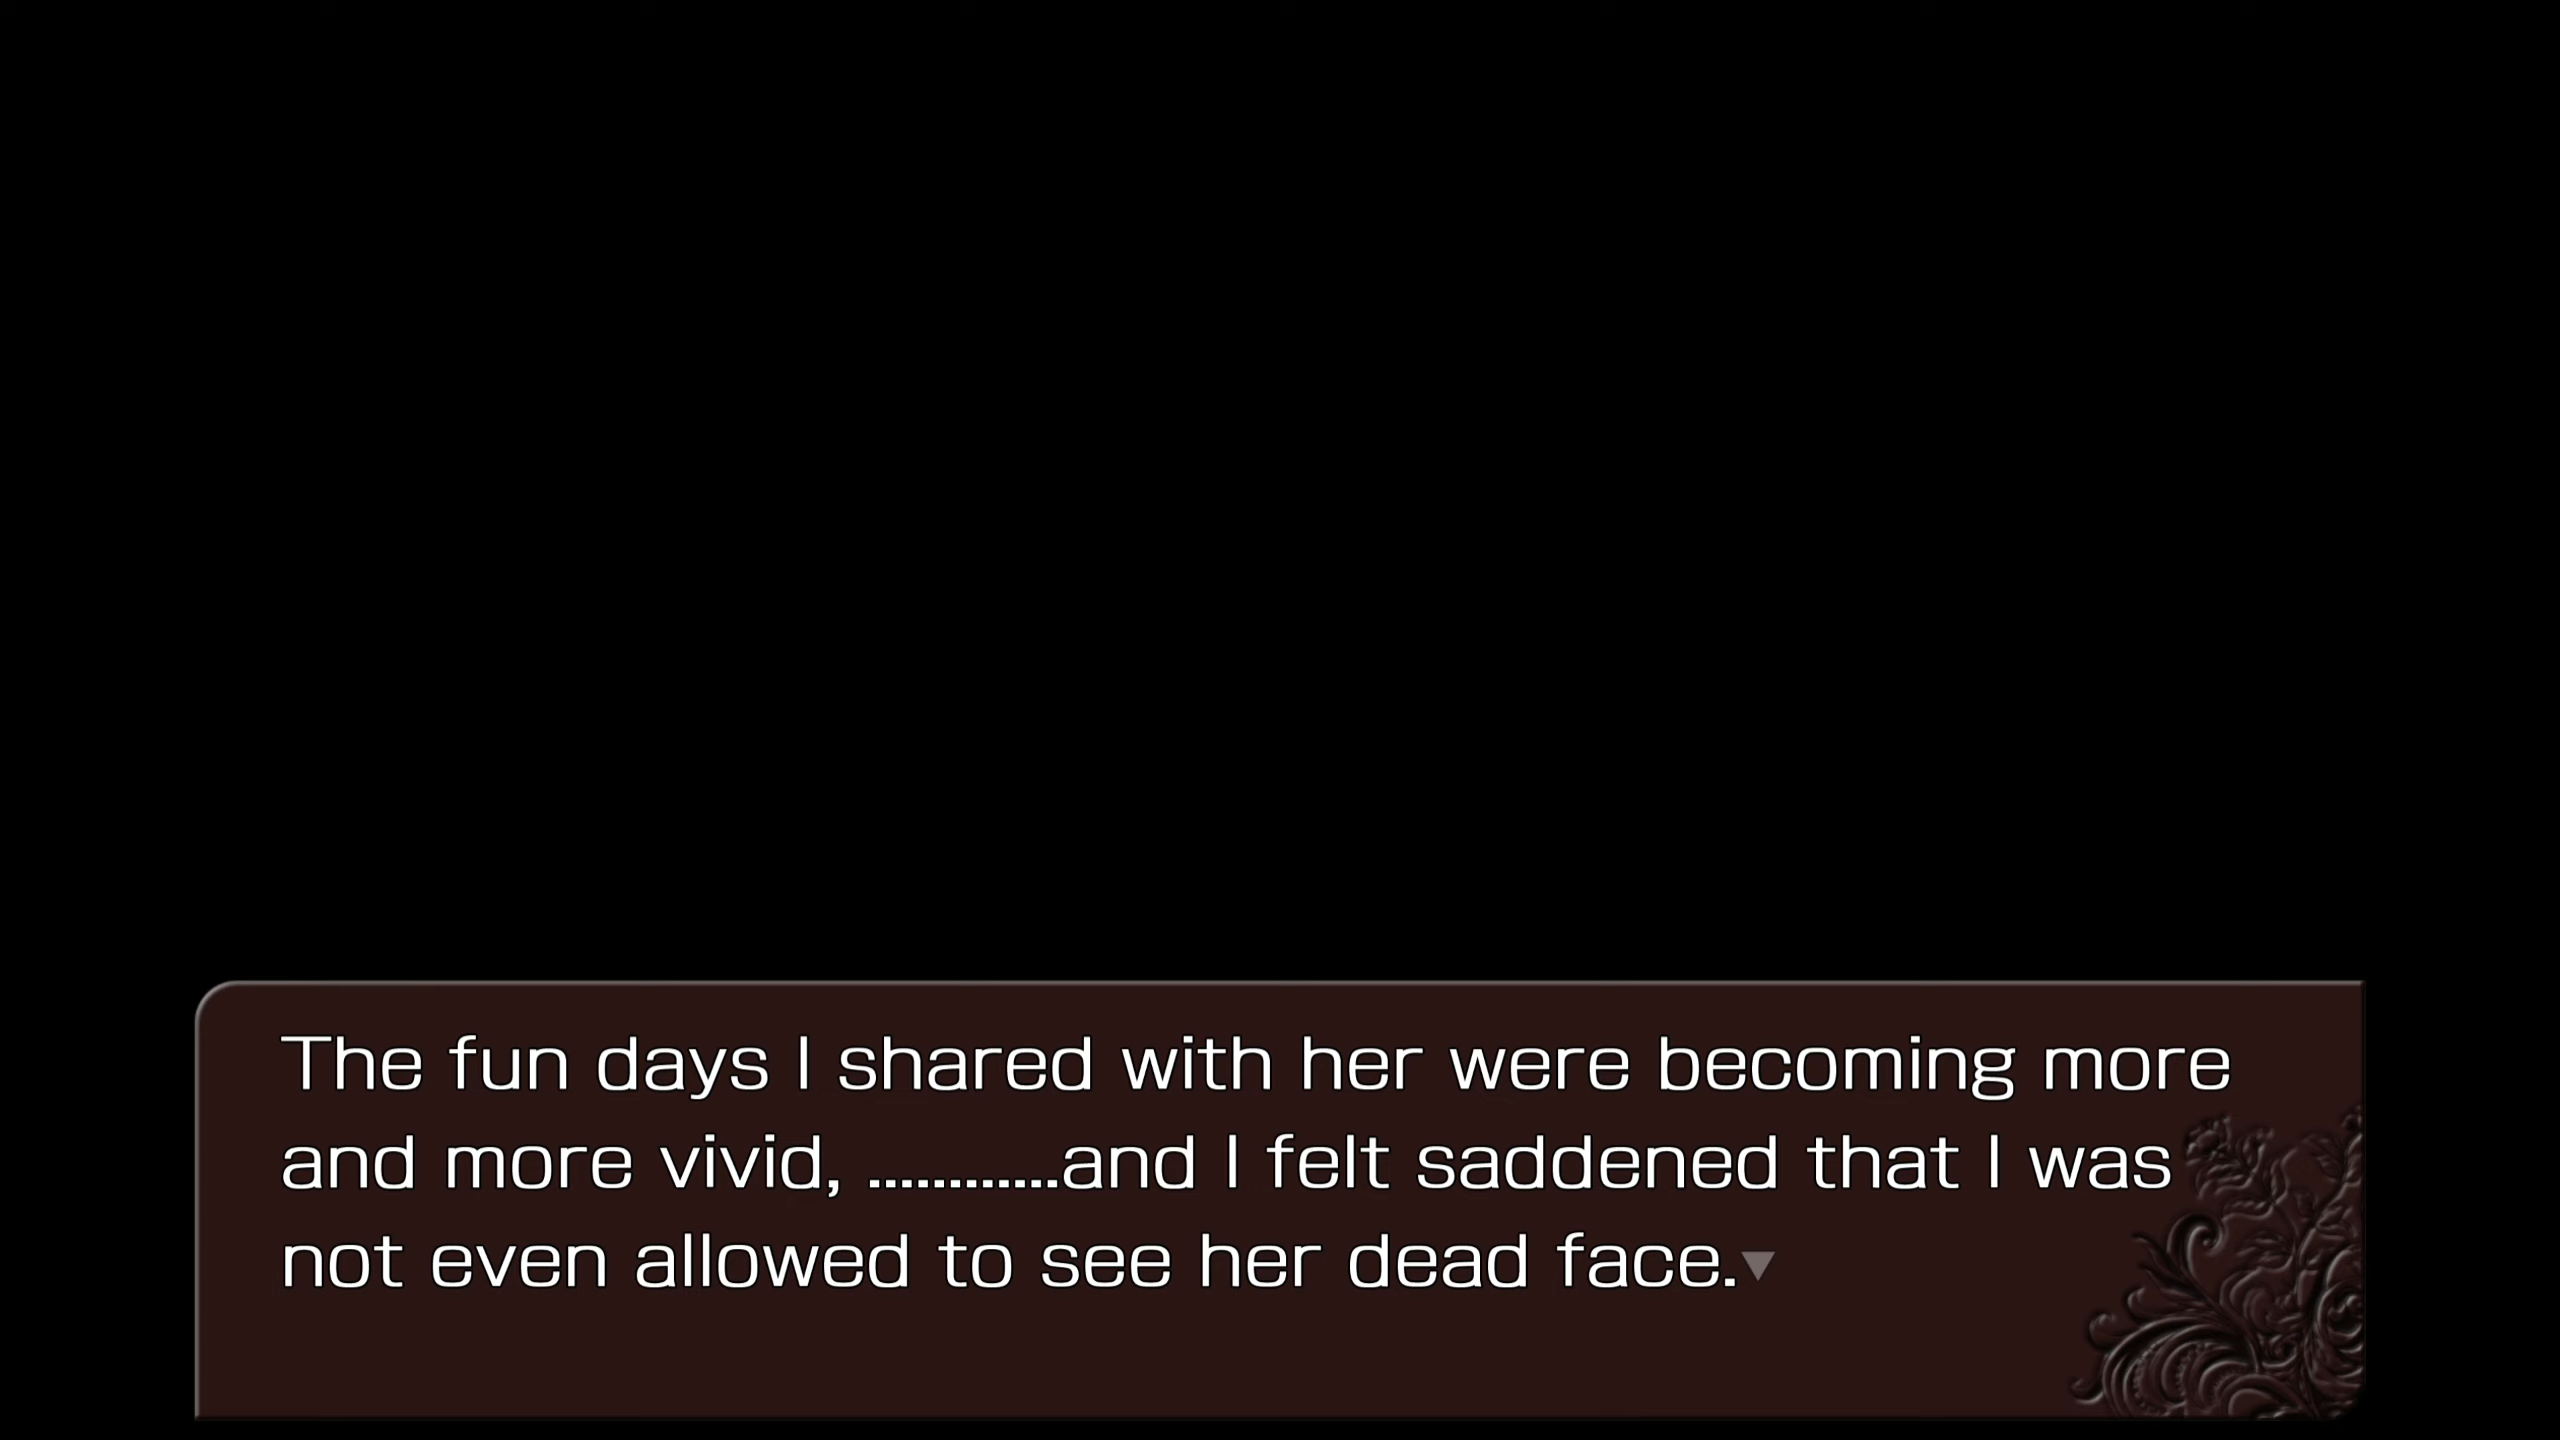 The fun days I shared with her were becoming more
and more vivid, ............and I felt saddened that I was
not even allowed to see her dead face.